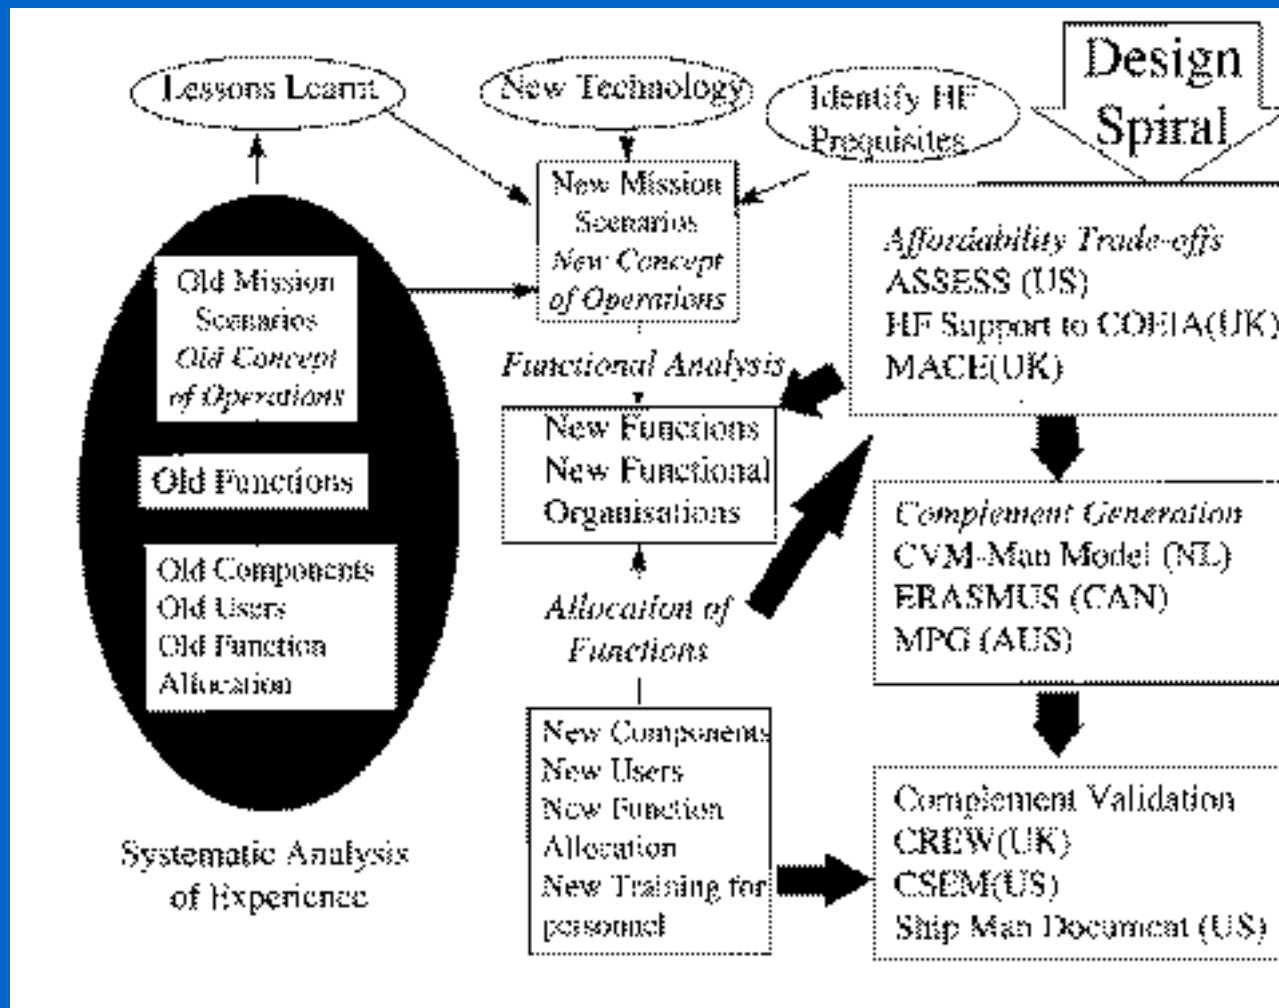 Lessons Learnt
New Technology
Identify HF
Prequisites
Design
Spiral
New Mission
Scenarios
New Concept
of Operations
Old Mission
Scenarios
Old Concept
of Operations
Old Functions
Old Components
Old Users
Old Function
Allocation
Systematic Analysis
of Experience
Functional Analysis
New Functions
New Functional
Organisations
Allocation of
Functions
New Components
New Users
New Function
Allocation
New Training for
personnel
Affordability Trade-offs
ASSESS (US)
HF Support to COEIA(UK)
MACE(UK)
Complement Generation
CVM-Man Model (NL)
ERASMUS (CAN)
MPG (AUS)
Complement Validation
CREW(UK)
CSEM(US)
Ship Man Document (US)